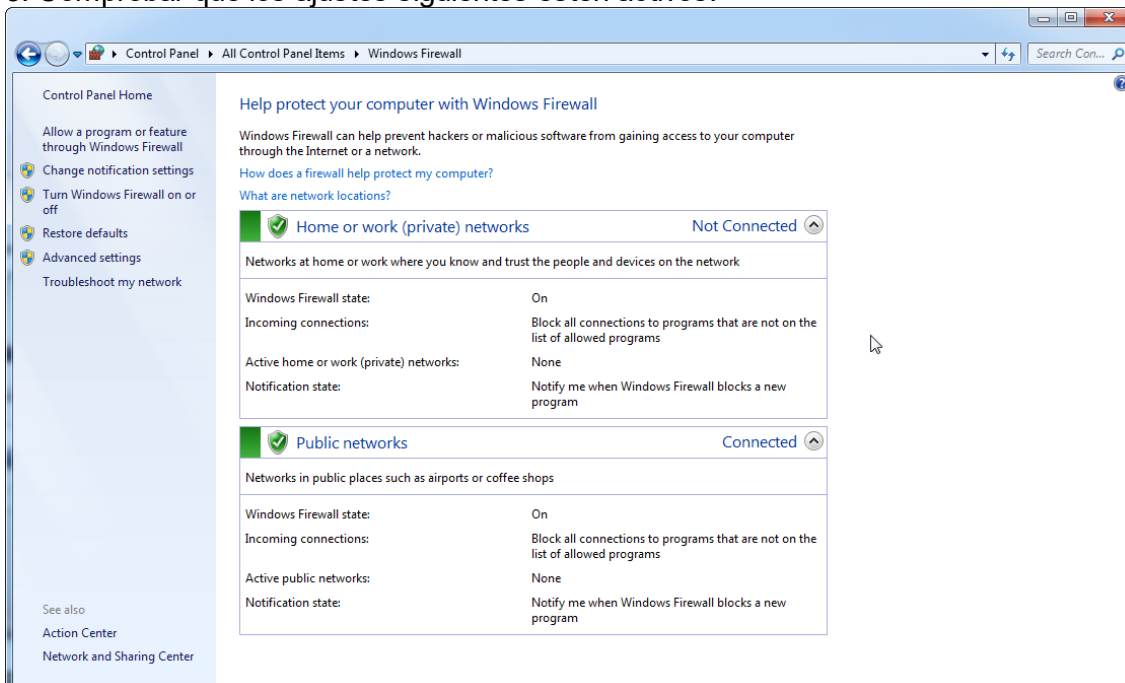 Control Panel ▸ All Control Panel Items ▸ Windows Firewall
Search Con...
Control Panel Home
Allow a program or feature
through Windows Firewall
Change notification settings
Turn Windows Firewall on or
off
Restore defaults
Advanced settings
Troubleshoot my network
See also
Action Center
Network and Sharing Center
Help protect your computer with Windows Firewall
Windows Firewall can help prevent hackers or malicious software from gaining access to your computer
through the Internet or a network.
How does a firewall help protect my computer?
What are network locations?
Home or work (private) networks Not Connected
Networks at home or work where you know and trust the people and devices on the network
Windows Firewall state: On
Incoming connections: Block all connections to programs that are not on the
list of allowed programs
Active home or work (private) networks: None
Notification state: Notify me when Windows Firewall blocks a new
program
Public networks Connected
Networks in public places such as airports or coffee shops
Windows Firewall state: On
Incoming connections: Block all connections to programs that are not on the
list of allowed programs
Active public networks: None
Notification state: Notify me when Windows Firewall blocks a new
program